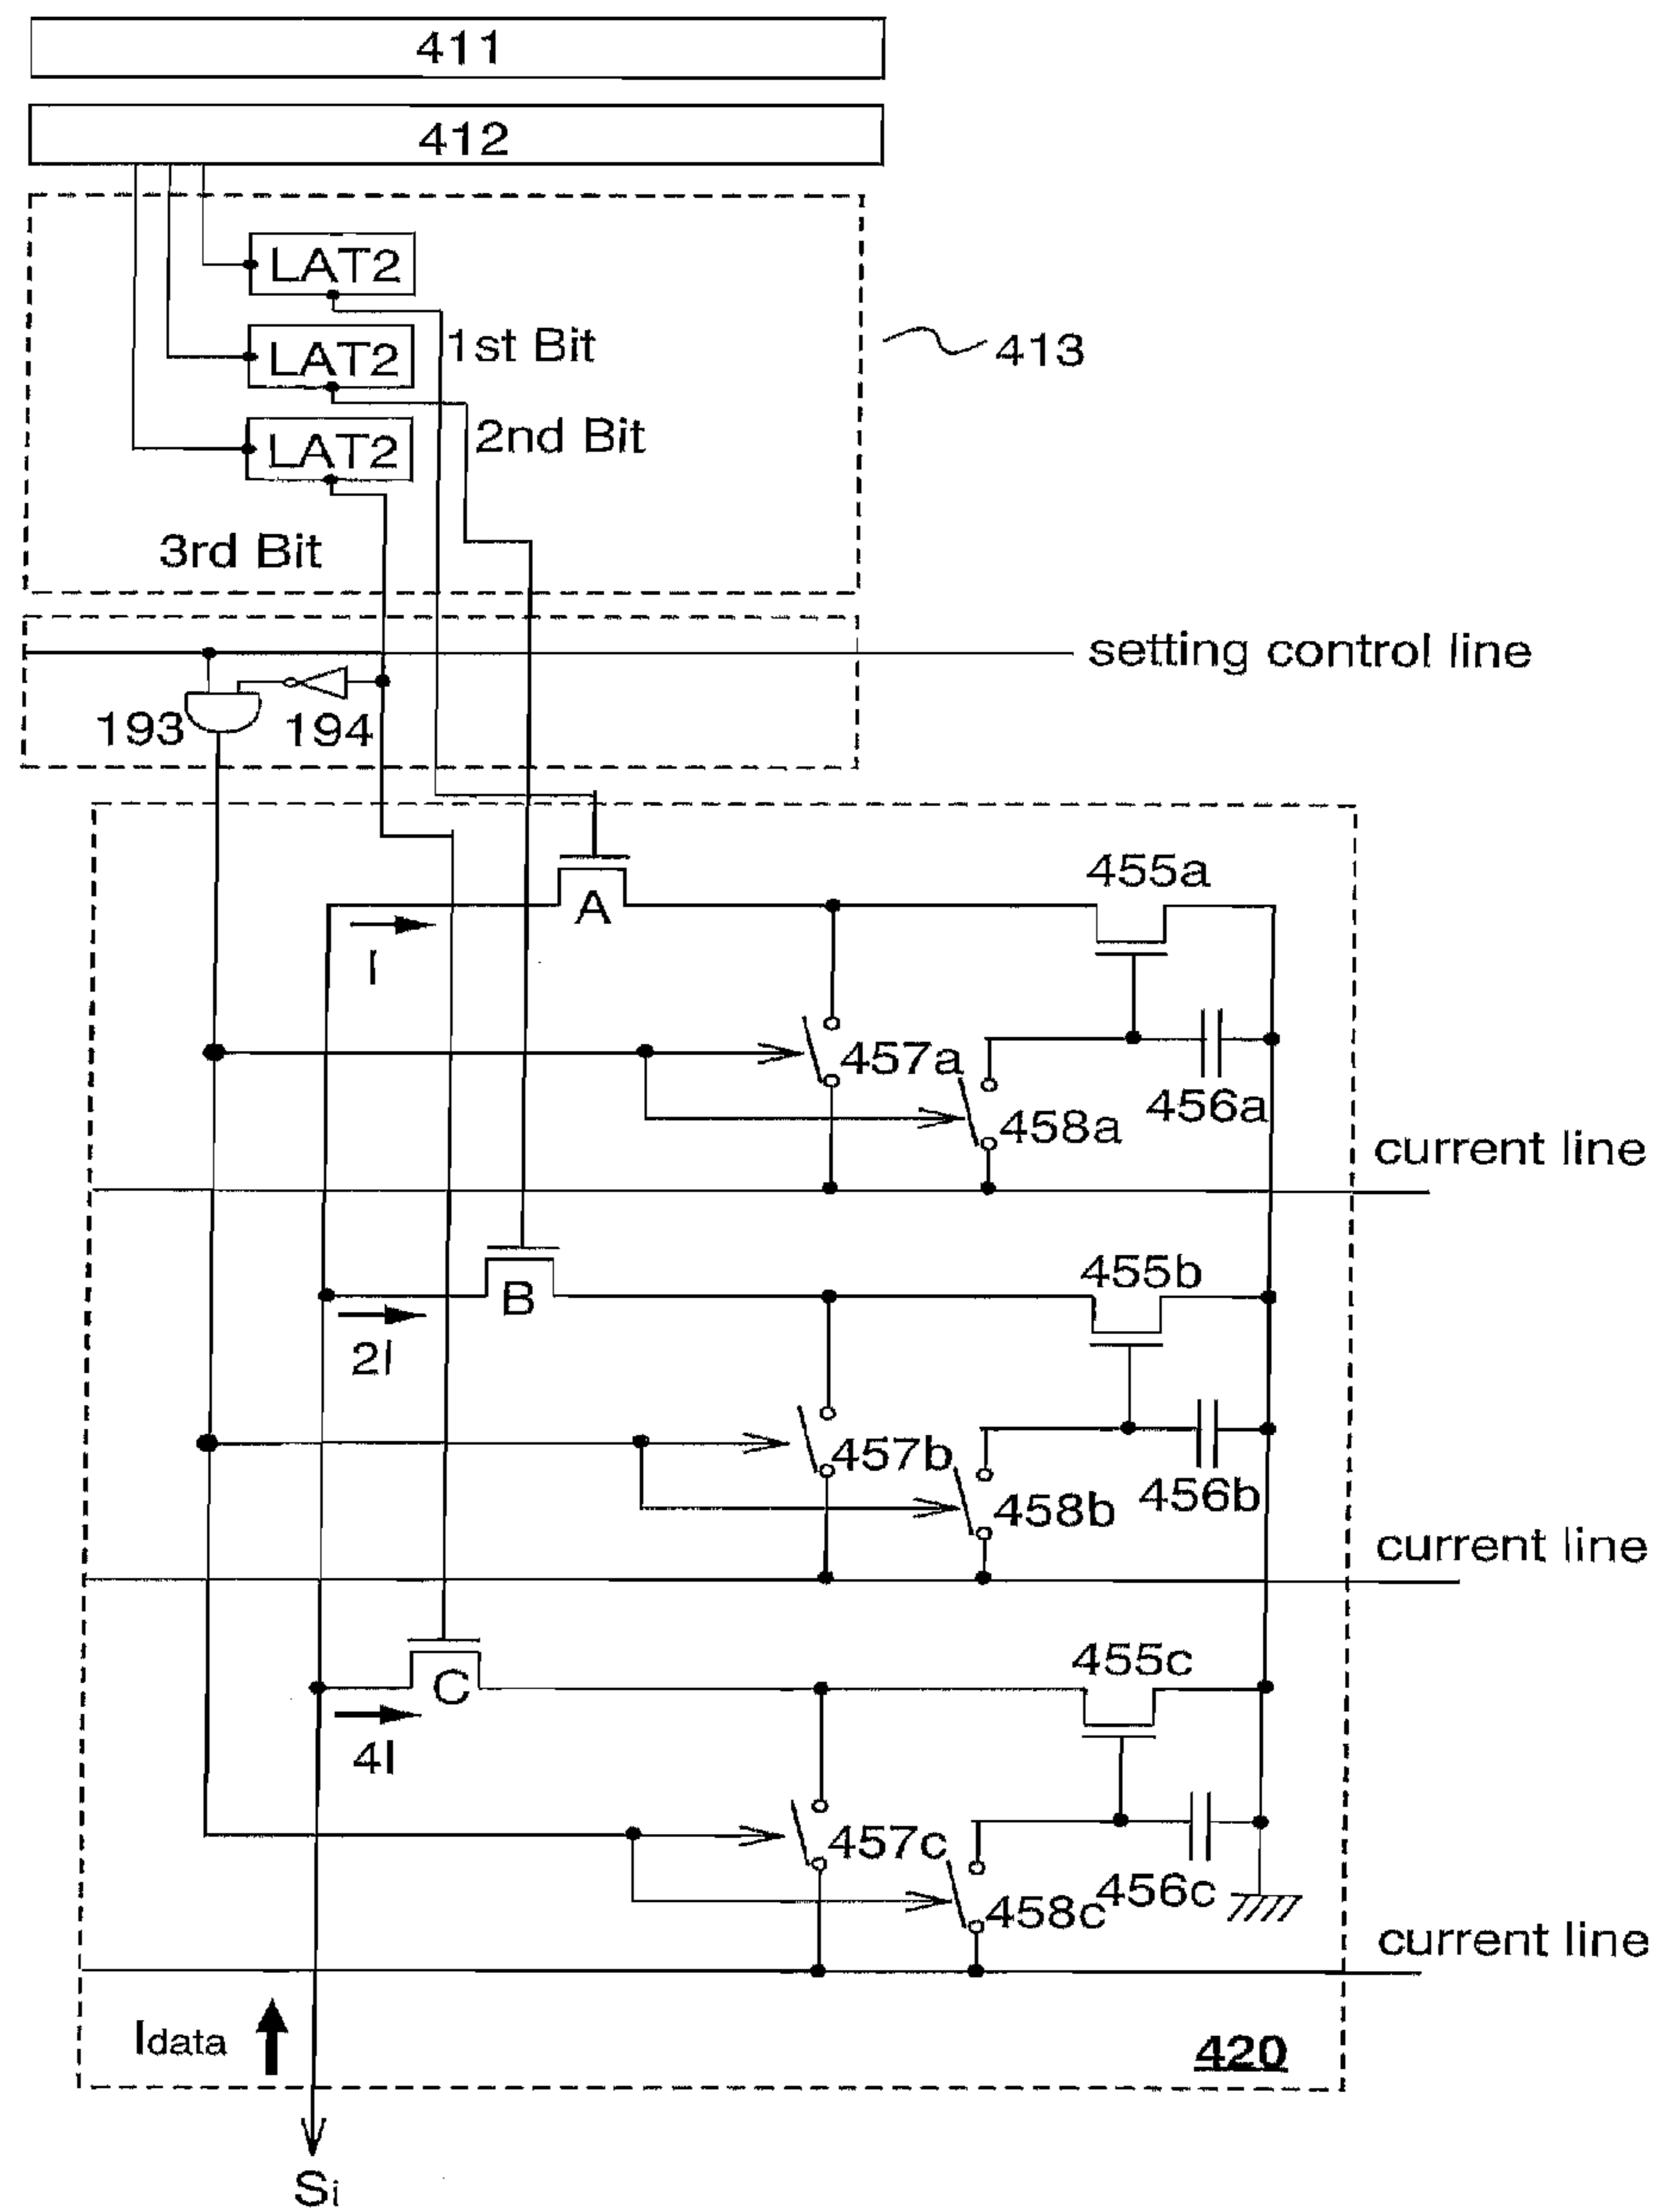 411
412
LAT2
1st Bit
LAT2
413
2nd Bit
LAT2
3rd Bit
setting control line
193
194
455a
A
I
457a
456a
458a
current line
455b
B
2I
457b
456b
458b
current line
455c
C
4I
457c
456c
458c
current line
Idata
420
Si